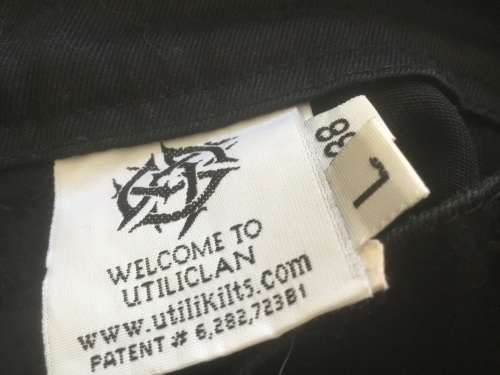 WELCOME TO
UTILICLAN
www.utilikilts.com
PATENT # 6,282,723B1
38
L